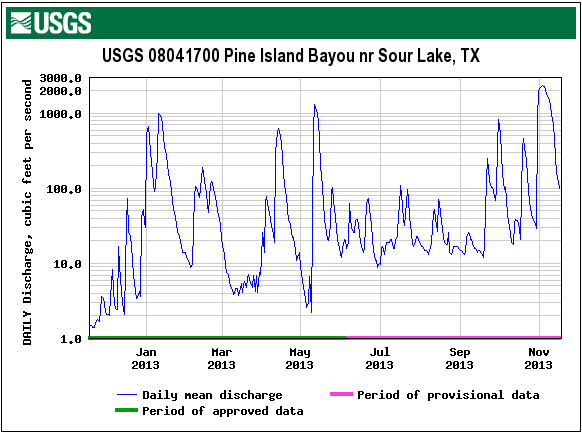 USGS
USGS 08041700 Pine Island Bayou nr Sour Lake, TX
DAILY Discharge, cubic feet per second
3000.0
2000.0
1000.0
100.0
10.0
1.0
Jan 2013
Mar 2013
May 2013
Jul 2013
Sep 2013
Nov 2013
Daily mean discharge
Period of approved data
Period of provisional data